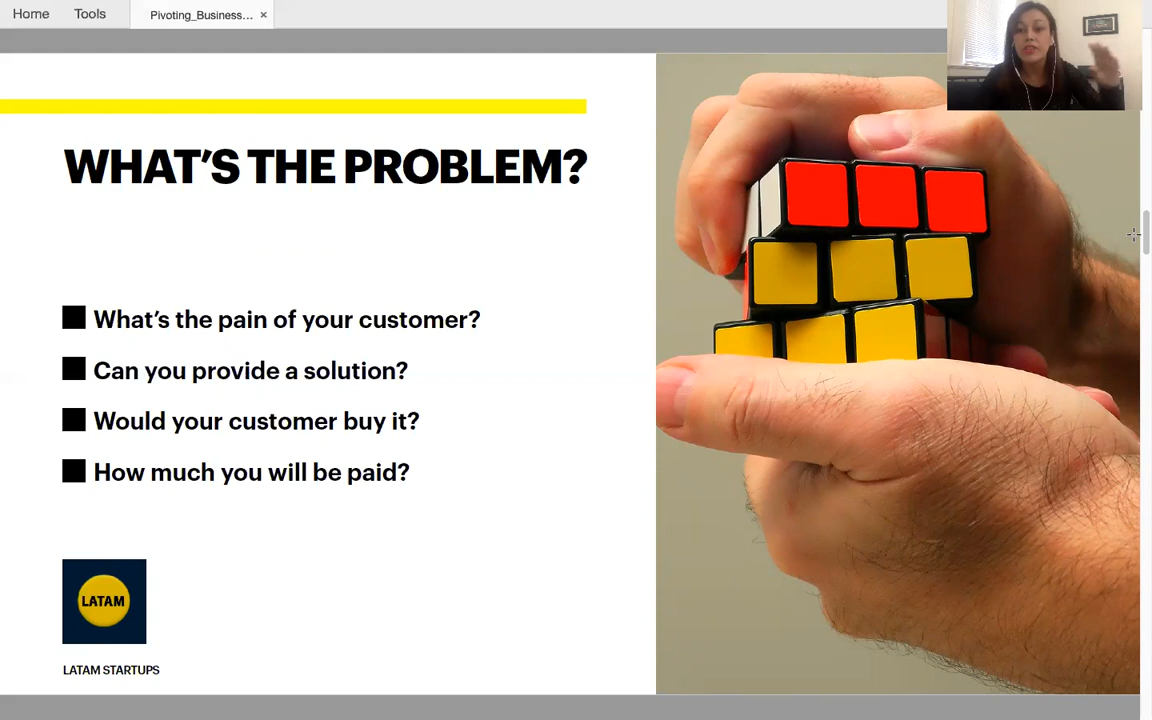 Home Tools Pivoting_Business... ×
WHAT'S THE PROBLEM?
What's the pain of your customer?
Can you provide a solution?
Would your customer buy it?
How much you will be paid?
LATAM
LATAM STARTUPS